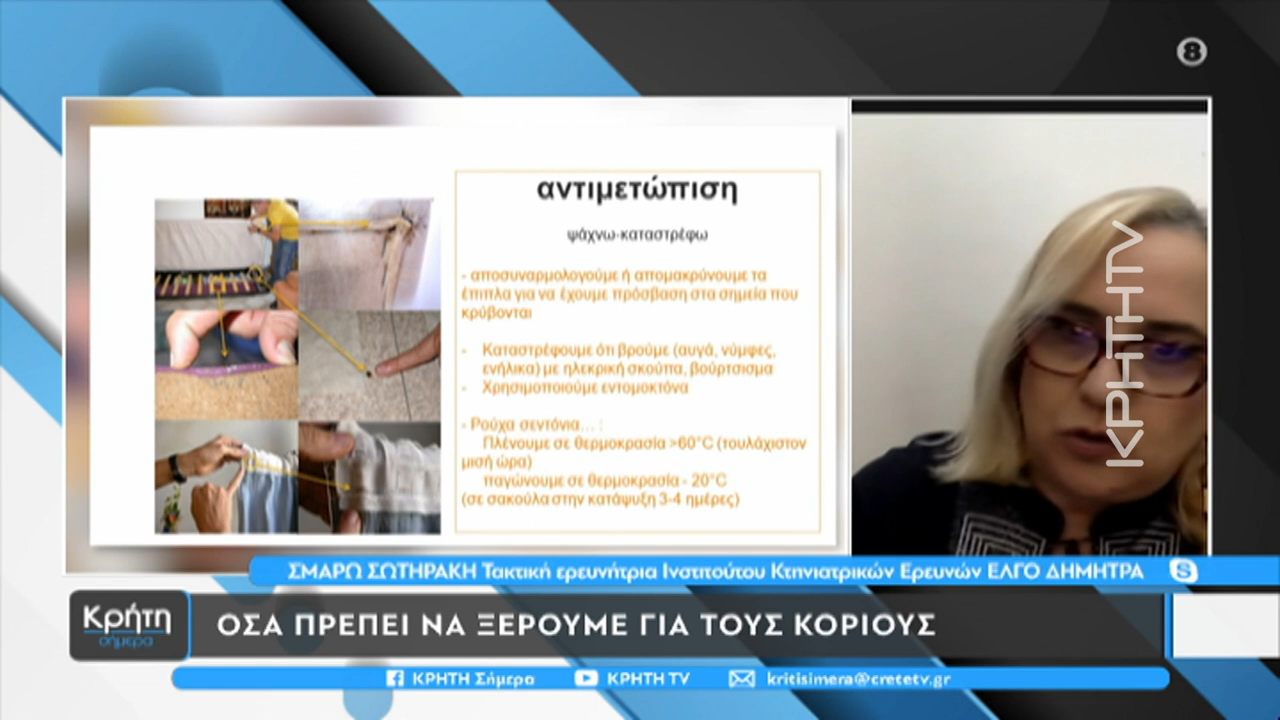 8
αντιμετώπιση
ψάχνω-καταστρέφω
- αποσυναρμολογούμε ή απομακρύνουμε τα
έπιπλα για να έχουμε πρόσβαση στα σημεία που
κρύβονται
- Καταστρέφουμε ότι βρούμε (αυγά, νύμφες,
ενήλικα) με ηλεκρική σκούπα, βούρτσισμα
- Χρησιμοποιούμε εντομοκτόνα
- Ρούχα σεντόνια... :
Πλένουμε σε θερμοκρασία >60°C (τουλάχιστον
μισή ώρα)
παγώνουμε σε θερμοκρασία - 20°C
(σε σακούλα στην κατάψυξη 3-4 ημέρες)
ΚΡΗΤΗTV
ΣΜΑΡΩ ΣΩΤΗΡΑΚΗ Τακτική ερευνήτρια Ινστιτούτου Κτηνιατρικών Ερευνών ΕΛΓΟ ΔΗΜΗΤΡΑ
Κρήτη
σήμερα
ΟΣΑ ΠΡΕΠΕΙ ΝΑ ΞΕΡΟΥΜΕ ΓΙΑ ΤΟΥΣ ΚΟΡΙΟΥΣ
ΚΡΗΤΗ Σήμερα ΚΡΗΤΗ TV kritisimera@cretetv.gr